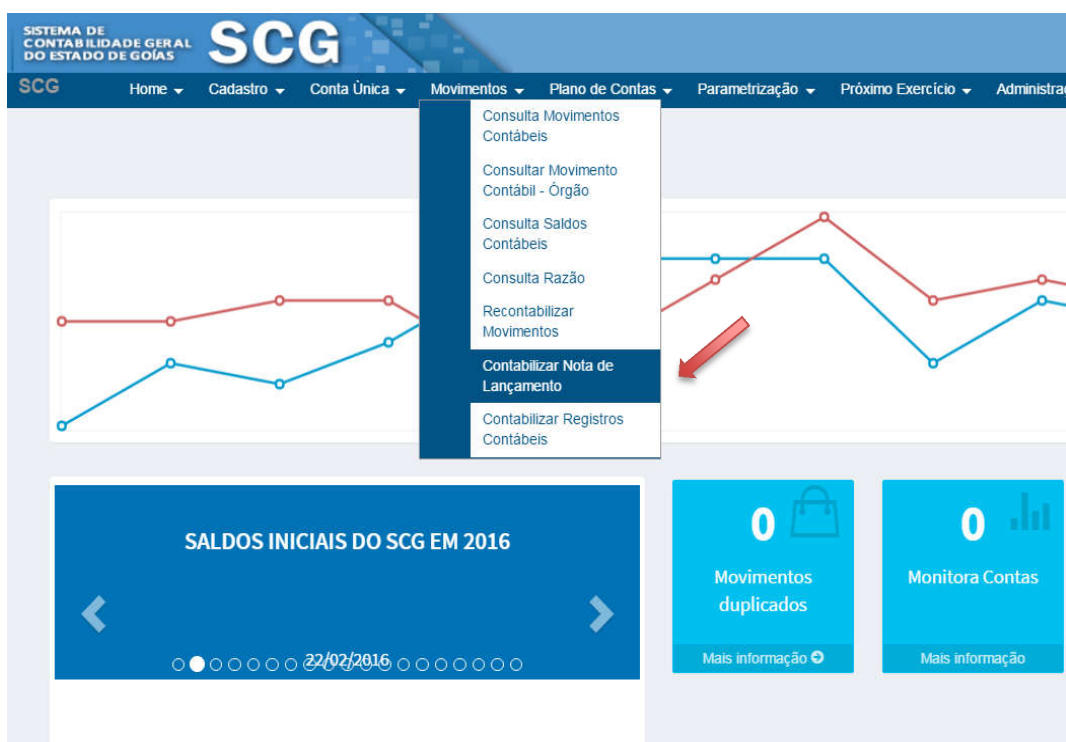 SISTEMA DE
CONTABILIDADE GERAL
DO ESTADO DE GOÍAS
SCG
SCG Home Cadastro Conta Ùnica Movimentos Plano de Contas Parametrização Próximo Exercício Administraç
Consulta Movimentos
Contábeis
Consultar Movimento
Contábil - Órgão
Consulta Saldos
Contábeis
Consulta Razão
Recontabilizar
Movimentos
Contabilizar Nota de
Lançamento
Contabilizar Registros
Contábeis
SALDOS INICIAIS DO SCG EM 2016
22/02/2016
0
Movimentos
duplicados
Mais informação
0
Monitora Contas
Mais informação